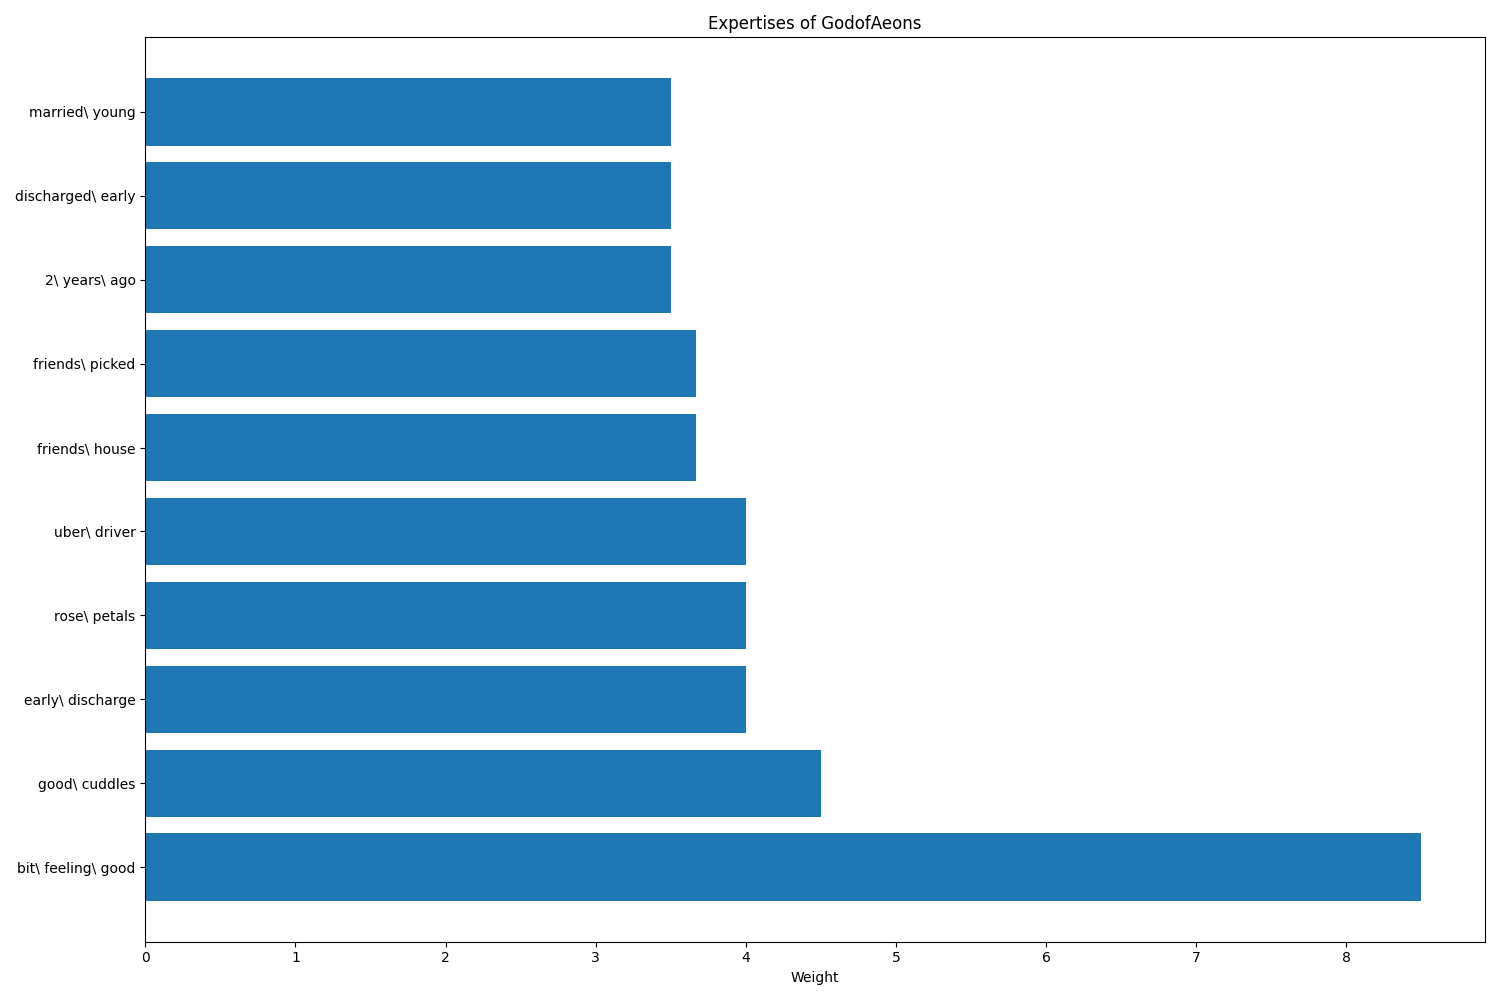 Expertises of GodofAeons
married\ young
discharged\ early
2\ years\ ago
friends\ picked
friends\ house
uber\ driver
rose\ petals
early\ discharge
good\ cuddles
bit\ feeling\ good
0 1 2 3 4 5 6 7 8
Weight